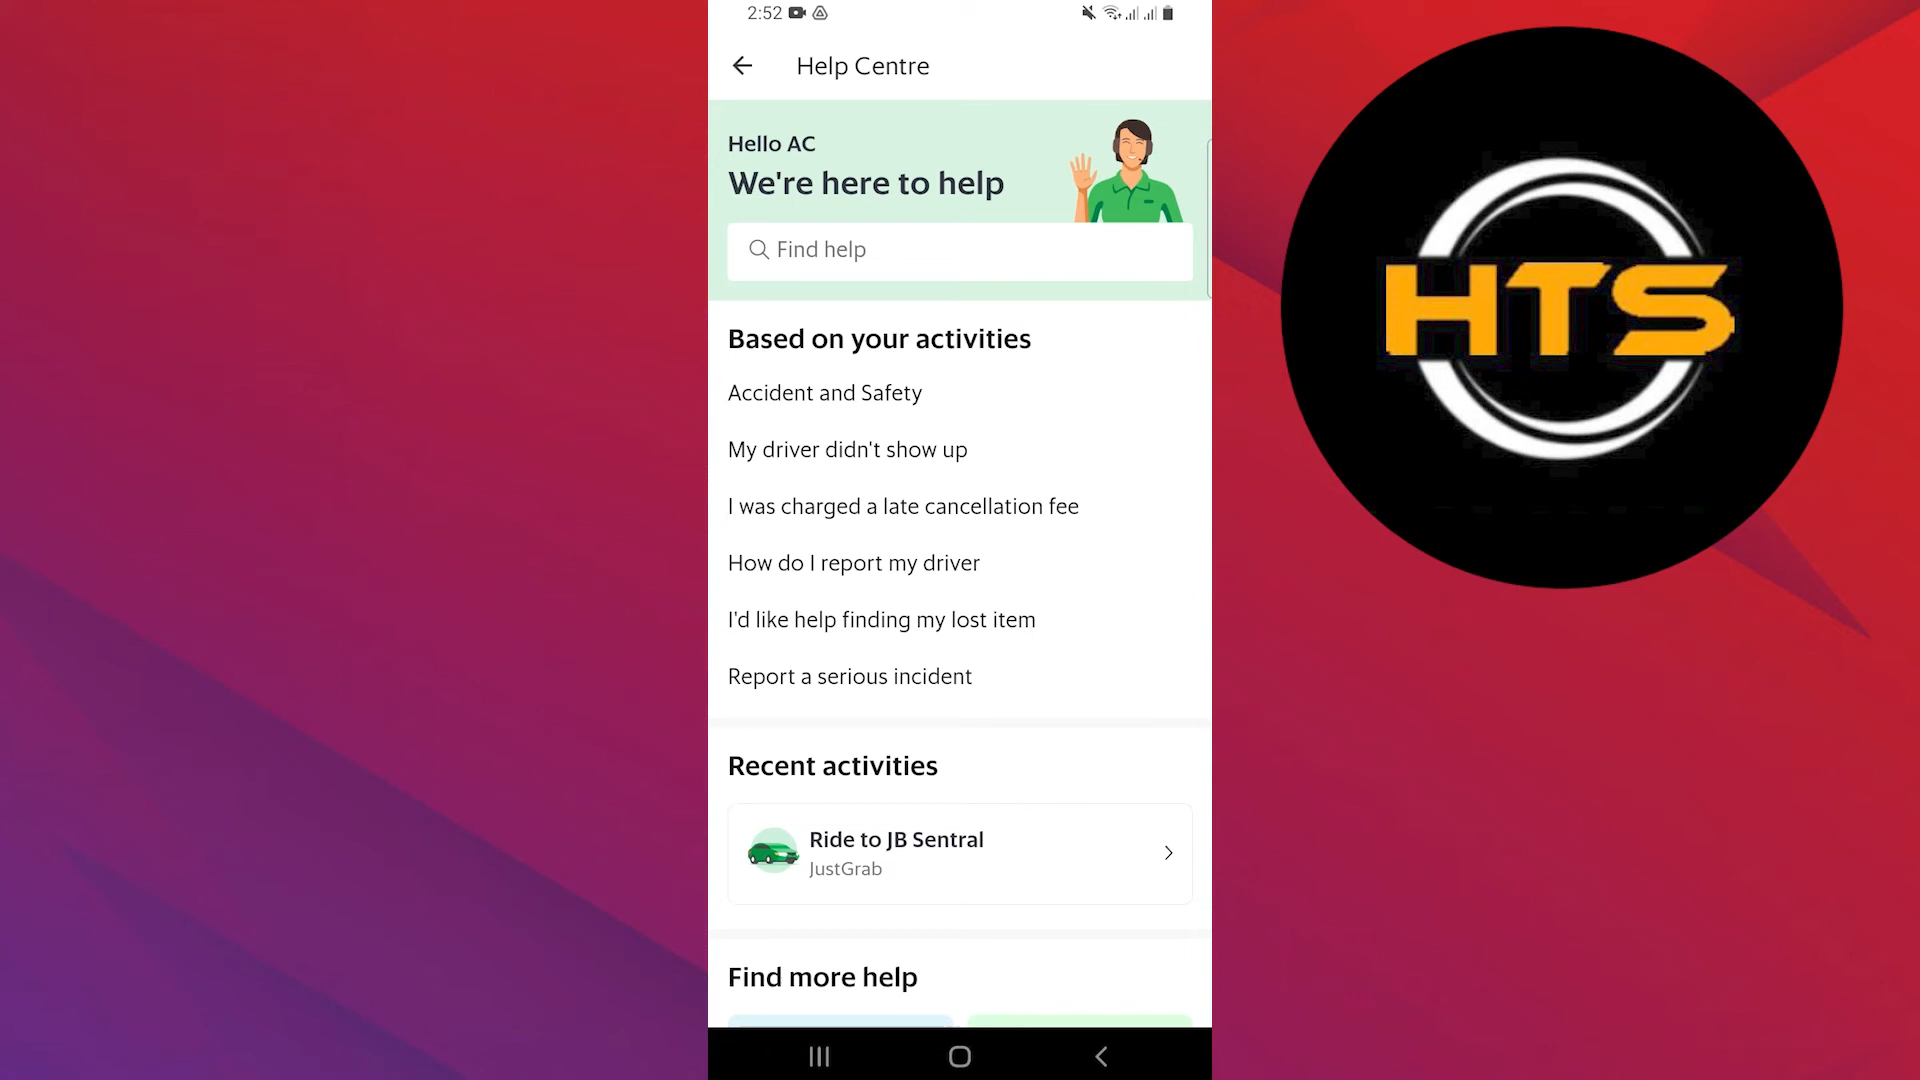 2:52
Help Centre
Hello AC
We're here to help
Find help
Based on your activities
Accident and Safety
My driver didn't show up
I was charged a late cancellation fee
How do I report my driver
I'd like help finding my lost item
Report a serious incident
Recent activities
Ride to JB Sentral
JustGrab
Find more help
HTS